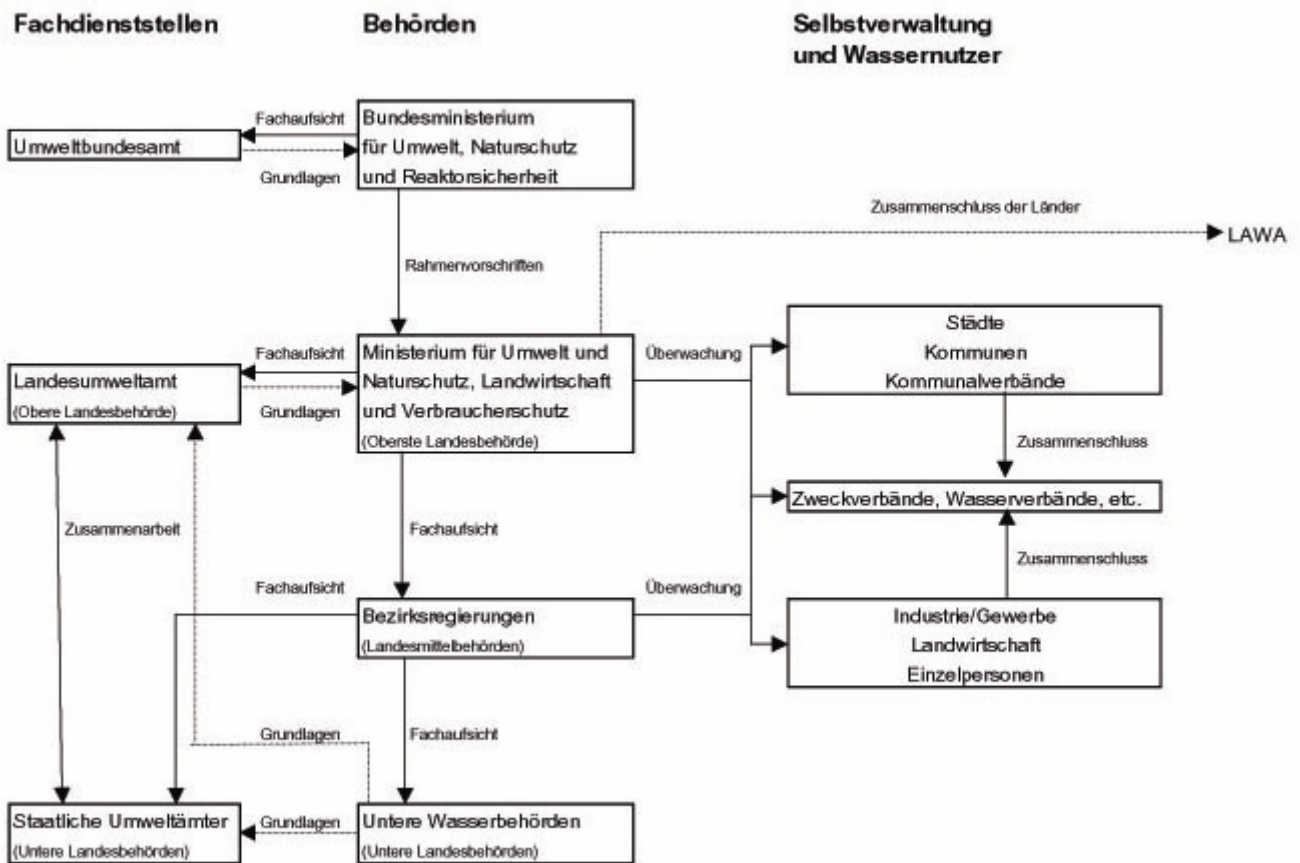 Fachdienststellen
Behörden
Selbstverwaltung
und Wassernutzer
Umweltbundesamt
Fachaufsicht
Grundlagen
Bundesministerium
für Umwelt, Naturschutz
und Reaktorsicherheit
Zusammenschluss der Länder
LAWA
Rahmenvorschriften
Landesumweltamt
(Obere Landesbehörde)
Fachaufsicht
Grundlagen
Ministerium für Umwelt und
Naturschutz, Landwirtschaft
und Verbraucherschutz
(Oberste Landesbehörde)
Überwachung
Städte
Kommunen
Kommunalverbände
Zusammenschluss
Zweckverbände, Wasserverbände, etc.
Zusammenschluss
Zusammenarbeit
Fachaufsicht
Fachaufsicht
Bezirksregierungen
(Landesmittelbehörden)
Überwachung
Industrie/Gewerbe
Landwirtschaft
Einzelpersonen
Grundlagen
Fachaufsicht
Staatliche Umweltämter
(Untere Landesbehörden)
Grundlagen
Untere Wasserbehörden
(Untere Landesbehörden)